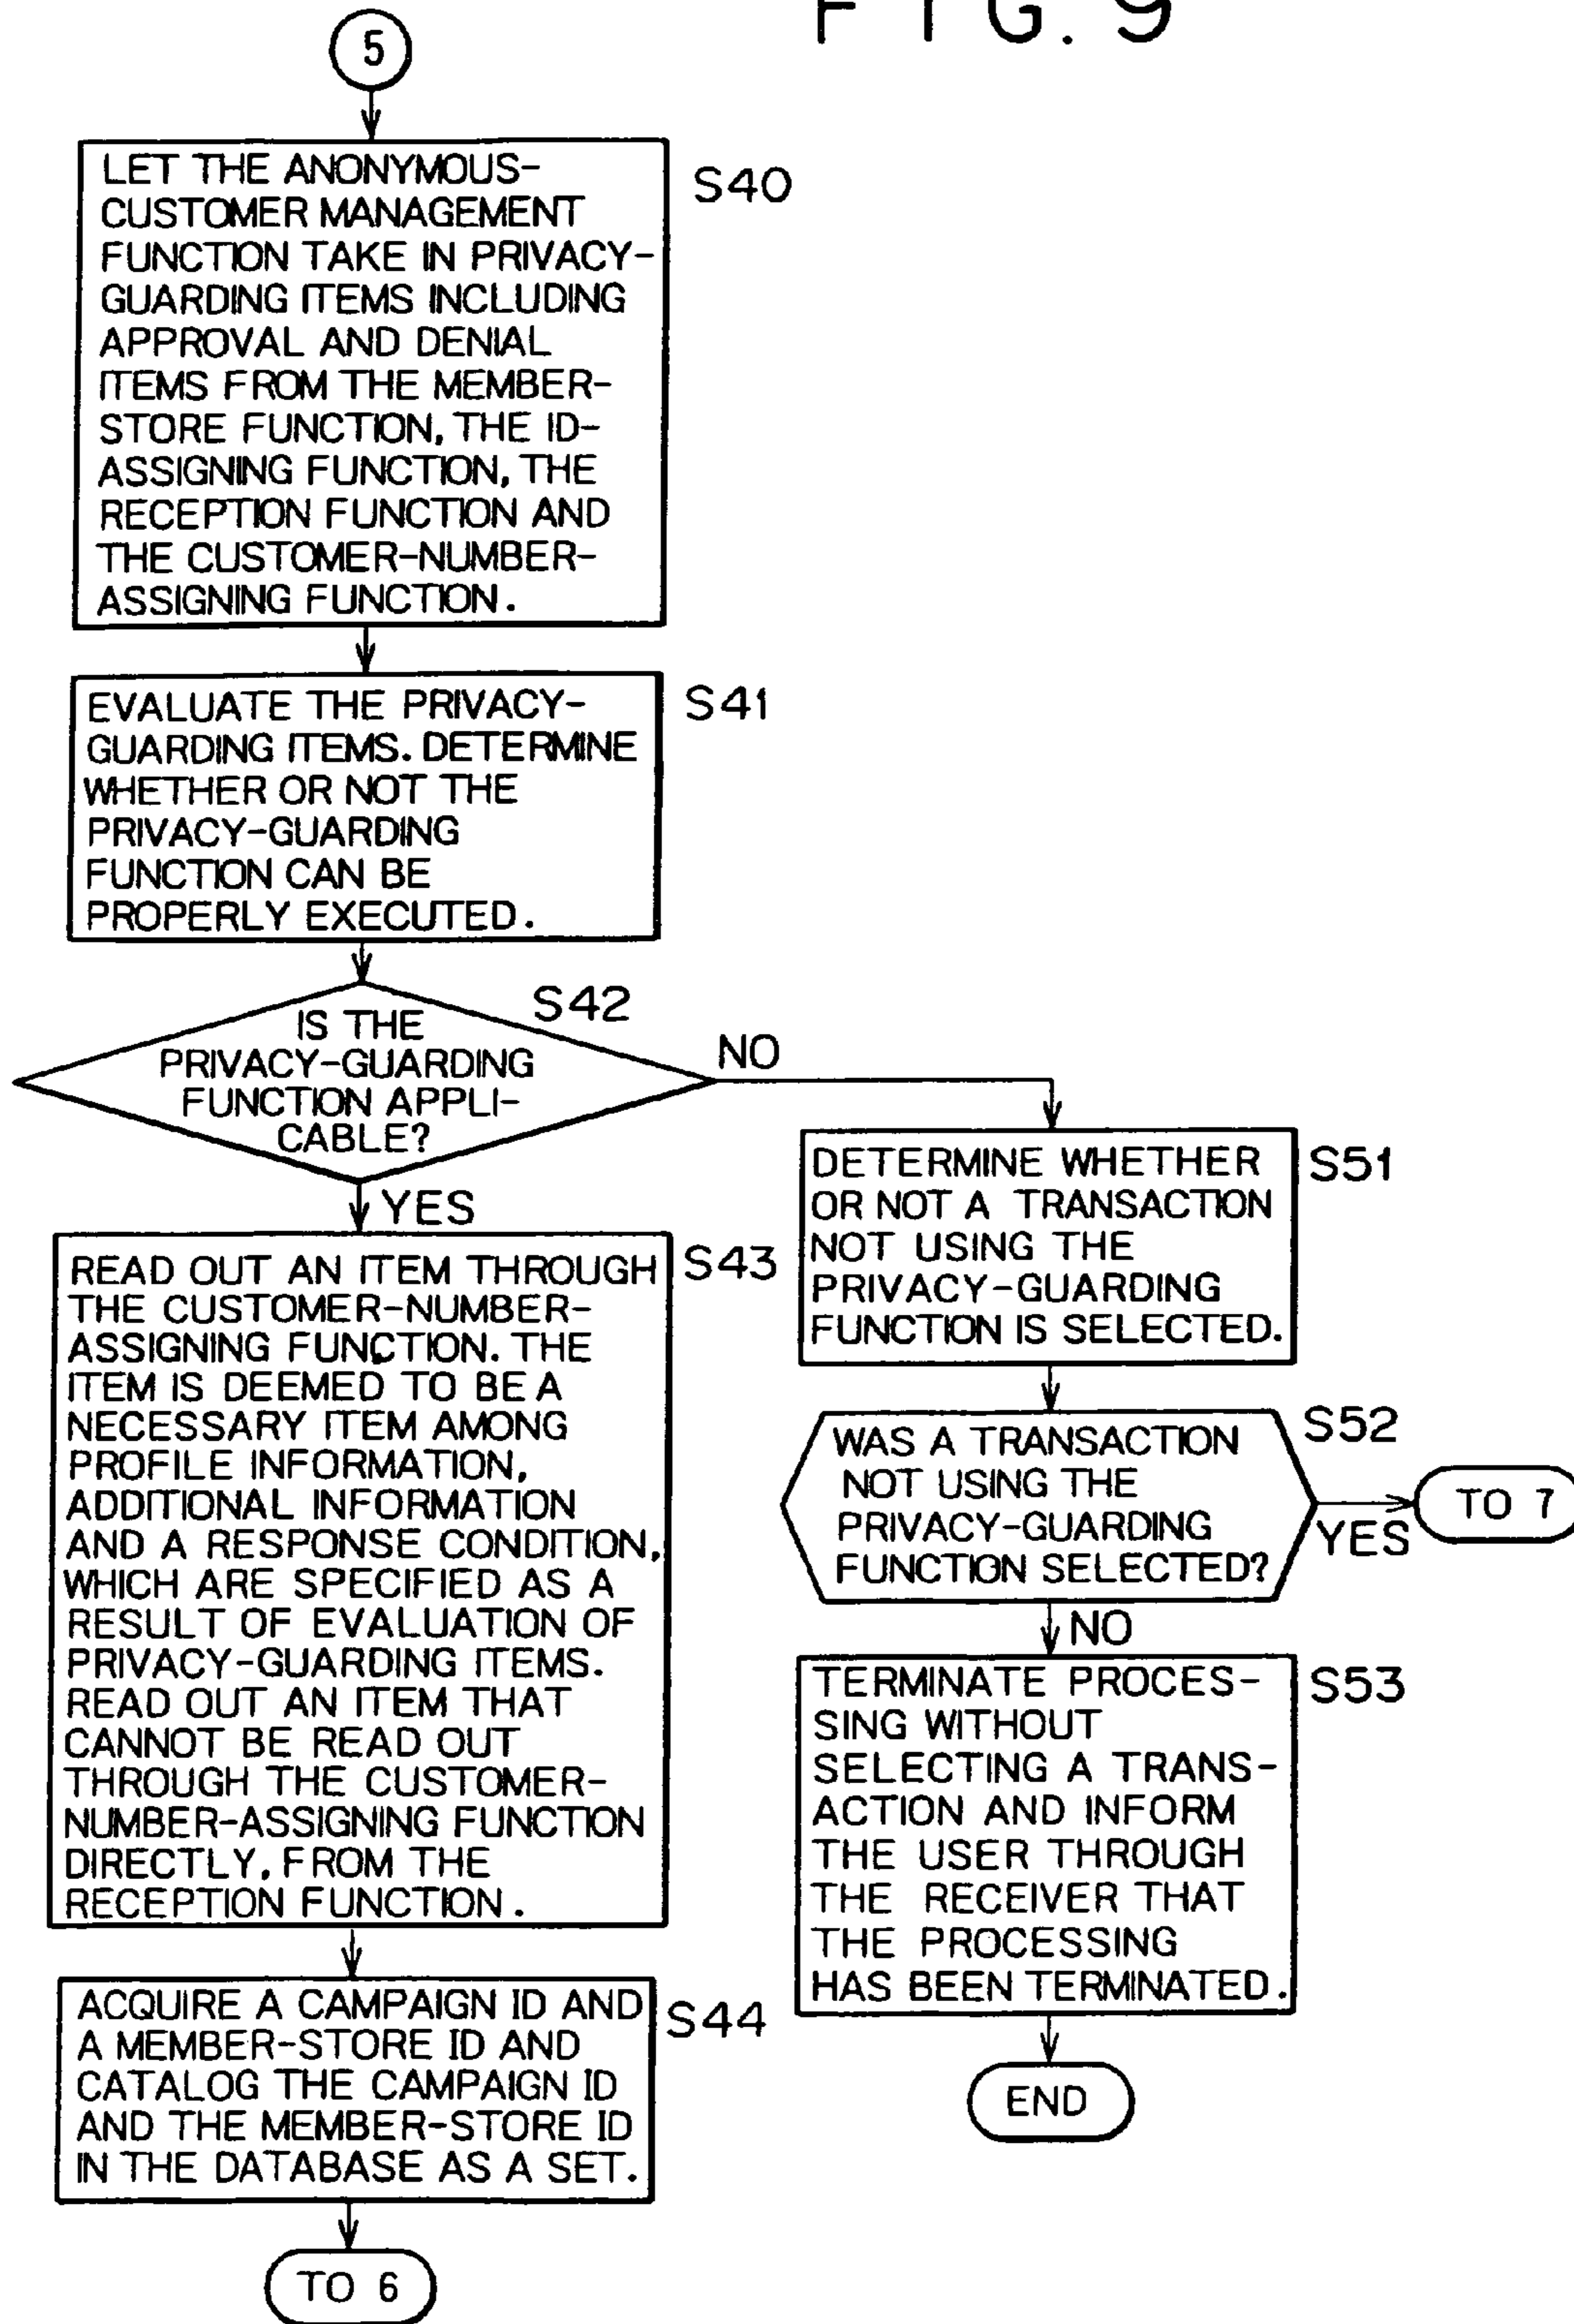 FIG. 9
5
LET THE ANONYMOUS-
CUSTOMER MANAGEMENT
FUNCTION TAKE IN PRIVACY-
GUARDING ITEMS INCLUDING
APPROVAL AND DENIAL
ITEMS FROM THE MEMBER-
STORE FUNCTION, THE ID-
ASSIGNING FUNCTION, THE
RECEPTION FUNCTION AND
THE CUSTOMER-NUMBER-
ASSIGNING FUNCTION.
S40
EVALUATE THE PRIVACY-
GUARDING ITEMS. DETERMINE
WHETHER OR NOT THE
PRIVACY-GUARDING
FUNCTION CAN BE
PROPERLY EXECUTED.
S41
IS THE
PRIVACY-GUARDING
FUNCTION APPLI-
CABLE?
S42
NO
YES
READ OUT AN ITEM THROUGH
THE CUSTOMER-NUMBER-
ASSIGNING FUNCTION. THE
ITEM IS DEEMED TO BE A
NECESSARY ITEM AMONG
PROFILE INFORMATION,
ADDITIONAL INFORMATION
AND A RESPONSE CONDITION,
WHICH ARE SPECIFIED AS A
RESULT OF EVALUATION OF
PRIVACY-GUARDING ITEMS.
READ OUT AN ITEM THAT
CANNOT BE READ OUT
THROUGH THE CUSTOMER-
NUMBER-ASSIGNING FUNCTION
DIRECTLY, FROM THE
RECEPTION FUNCTION.
S43
ACQUIRE A CAMPAIGN ID AND
A MEMBER-STORE ID AND
CATALOG THE CAMPAIGN ID
AND THE MEMBER-STORE ID
IN THE DATABASE AS A SET.
S44
TO 6
DETERMINE WHETHER
OR NOT A TRANSACTION
NOT USING THE
PRIVACY-GUARDING
FUNCTION IS SELECTED.
S51
WAS A TRANSACTION
NOT USING THE
PRIVACY-GUARDING
FUNCTION SELECTED?
S52
YES
TO 7
NO
TERMINATE PROCES-
SING WITHOUT
SELECTING A TRANS-
ACTION AND INFORM
THE USER THROUGH
THE RECEIVER THAT
THE PROCESSING
HAS BEEN TERMINATED.
S53
END